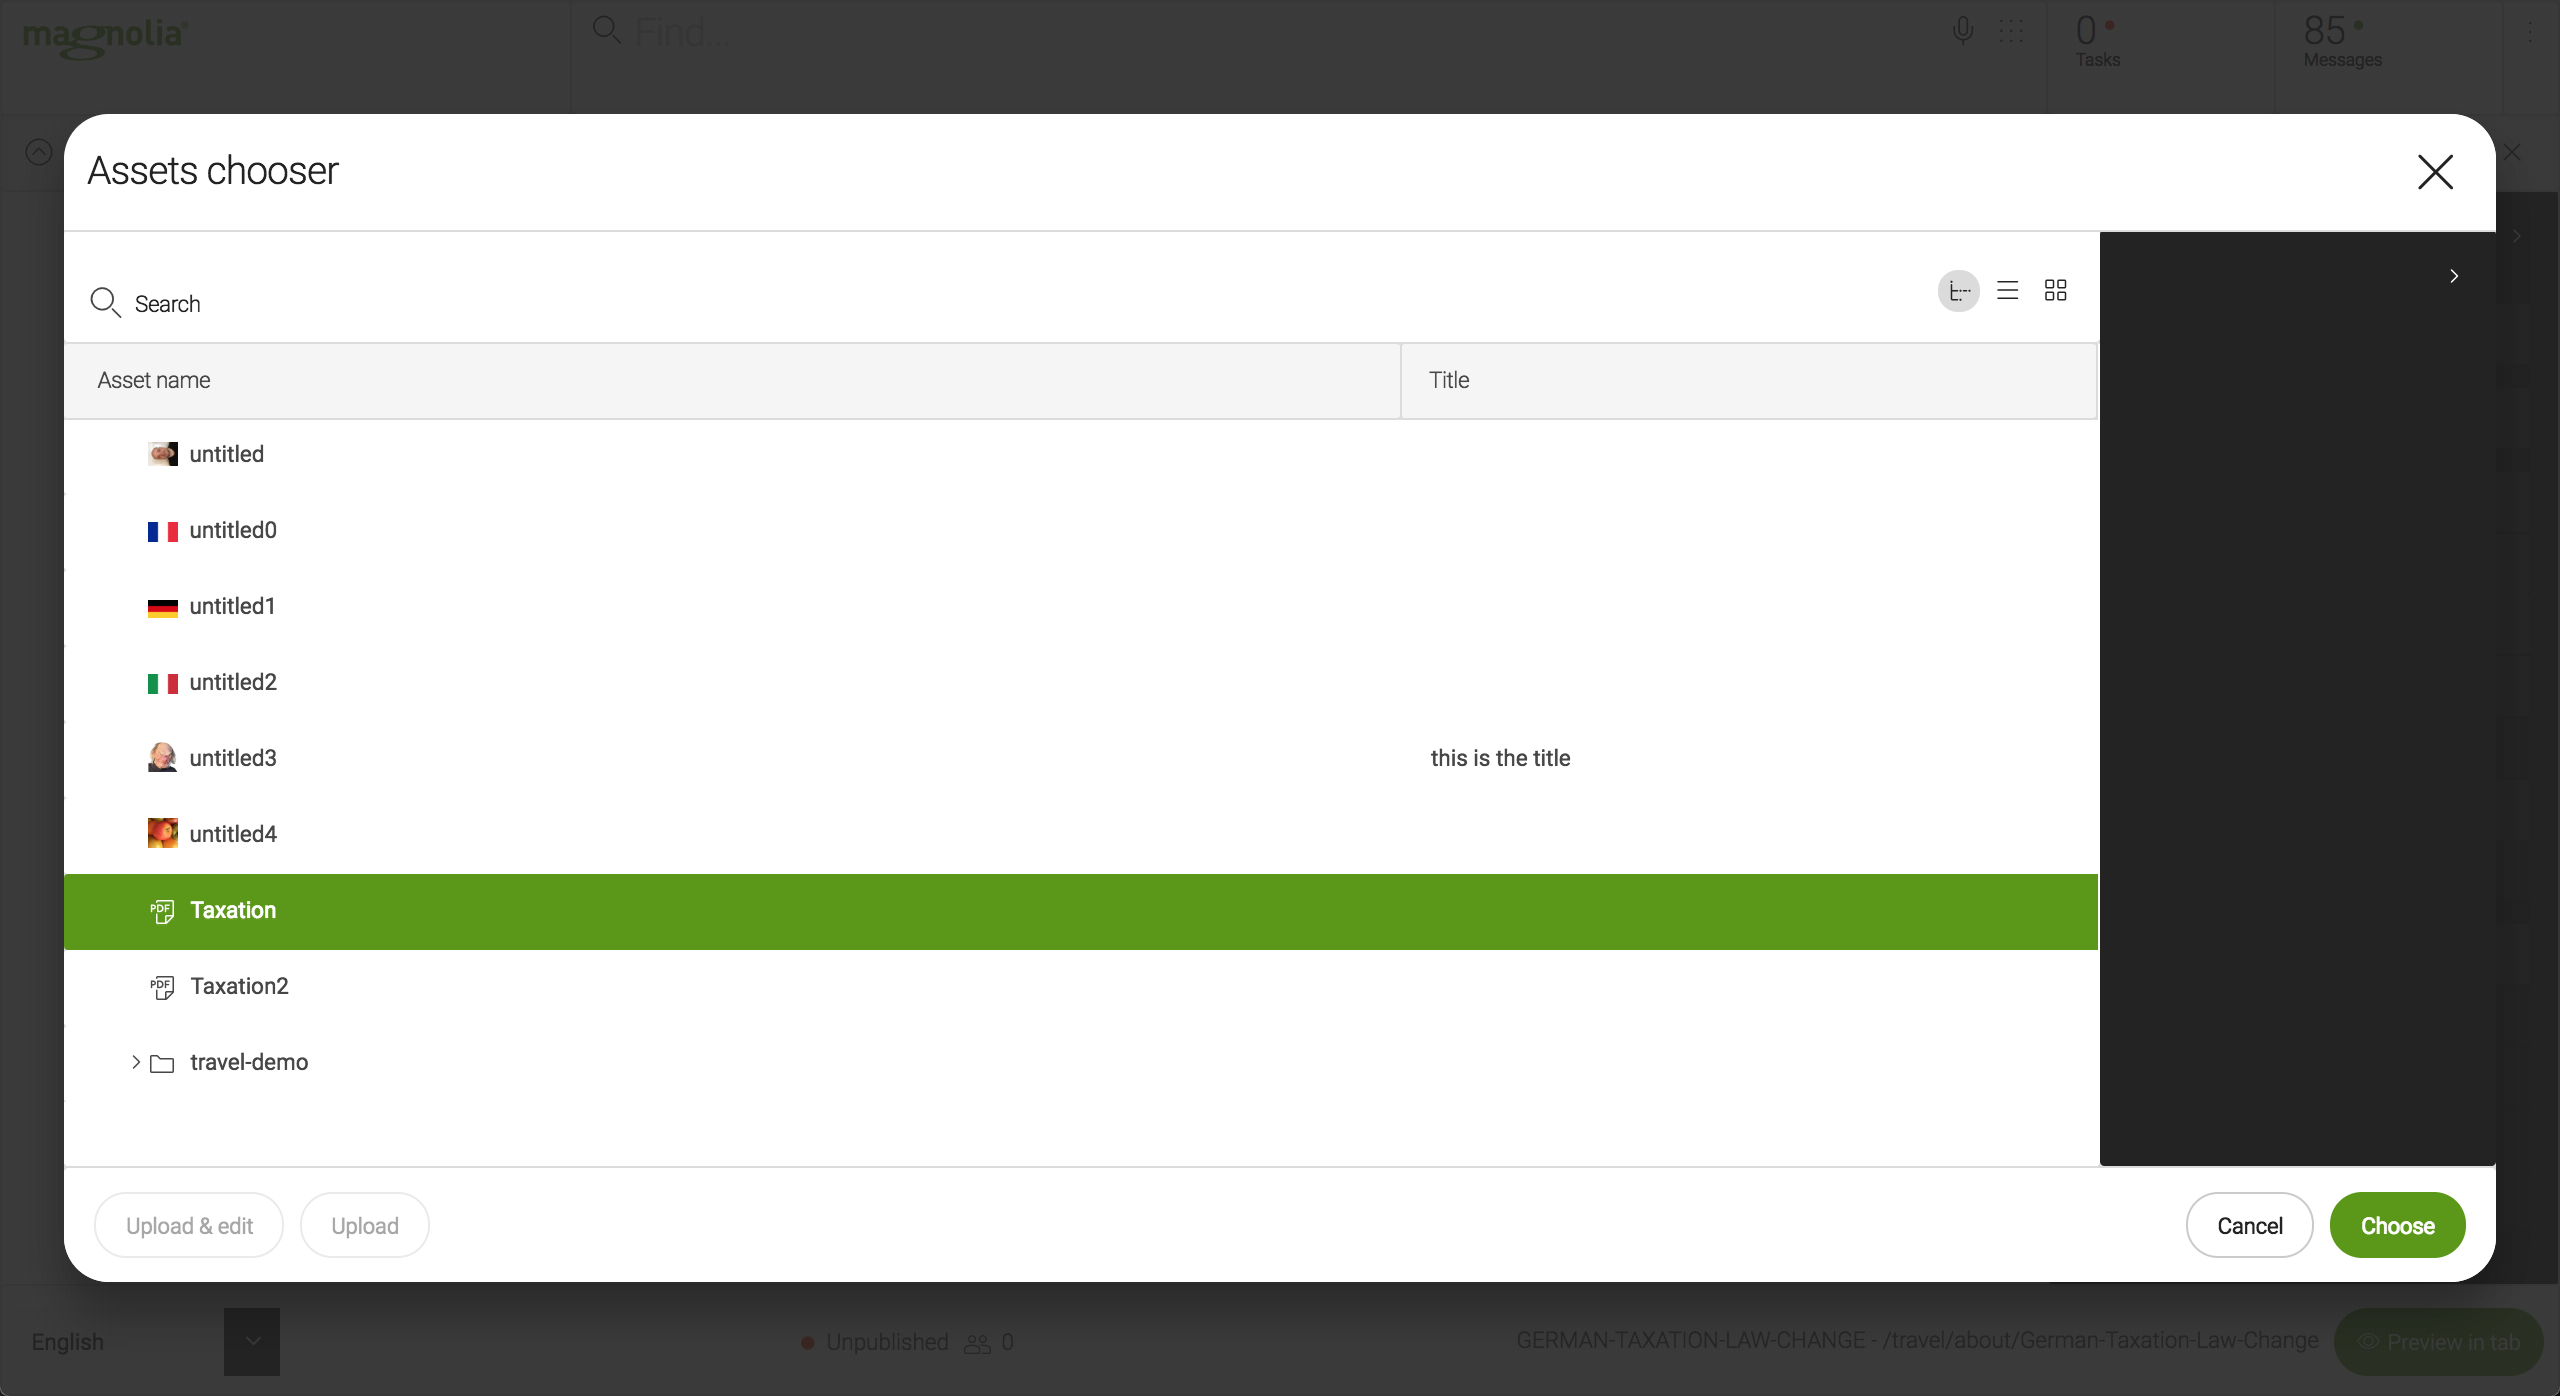 magnolia®
Find...
0
Tasks
85
Messages
Assets chooser
Search
Asset name
Title
untitled
untitled0
untitled1
untitled2
untitled3
this is the title
untitled4
PDF
Taxation
PDF
Taxation2
travel-demo
Upload & edit
Upload
Cancel
Choose
English
Unpublished
0
GERMAN-TAXATION-LAW-CHANGE - /travel/about/German-Taxation-Law-Change
Preview in tab